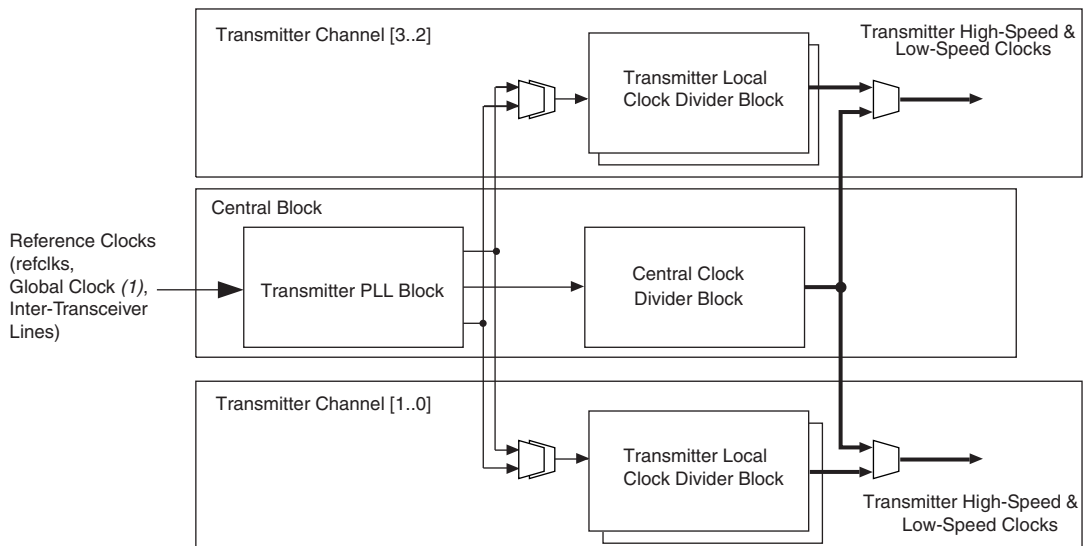 Transmitter Channel [3..2]
Transmitter High-Speed &
Low-Speed Clocks
Transmitter Local
Clock Divider Block
Central Block
Reference Clocks
(refclks,
Global Clock (1),
Inter-Transceiver
Lines)
Transmitter PLL Block
Central Clock
Divider Block
Transmitter Channel [1..0]
Transmitter Local
Clock Divider Block
Transmitter High-Speed &
Low-Speed Clocks